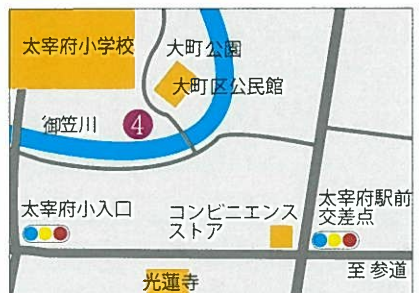 太宰府小学校
大町公園
大町区公民館
御笠川
4
太宰府小入口
コンビニエンス
ストア
太宰府駅前
交差点
至 参道
光蓮寺